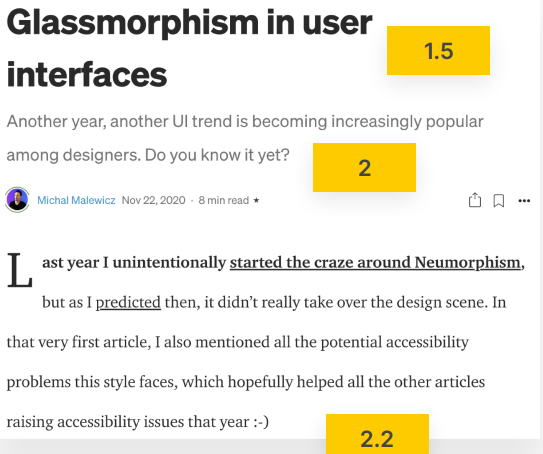 Glassmorphism in user
1.5
interfaces
Another year, another UI trend is becoming increasingly popular
among designers. Do you know it yet?
2
Michal Malewicz Nov 22, 2020 · 8 min read ★
Last year I unintentionally started the craze around Neumorphism,
but as I predicted then, it didn’t really take over the design scene. In
that very first article, I also mentioned all the potential accessibility
problems this style faces, which hopefully helped all the other articles
raising accessibility issues that year :-)
2.2